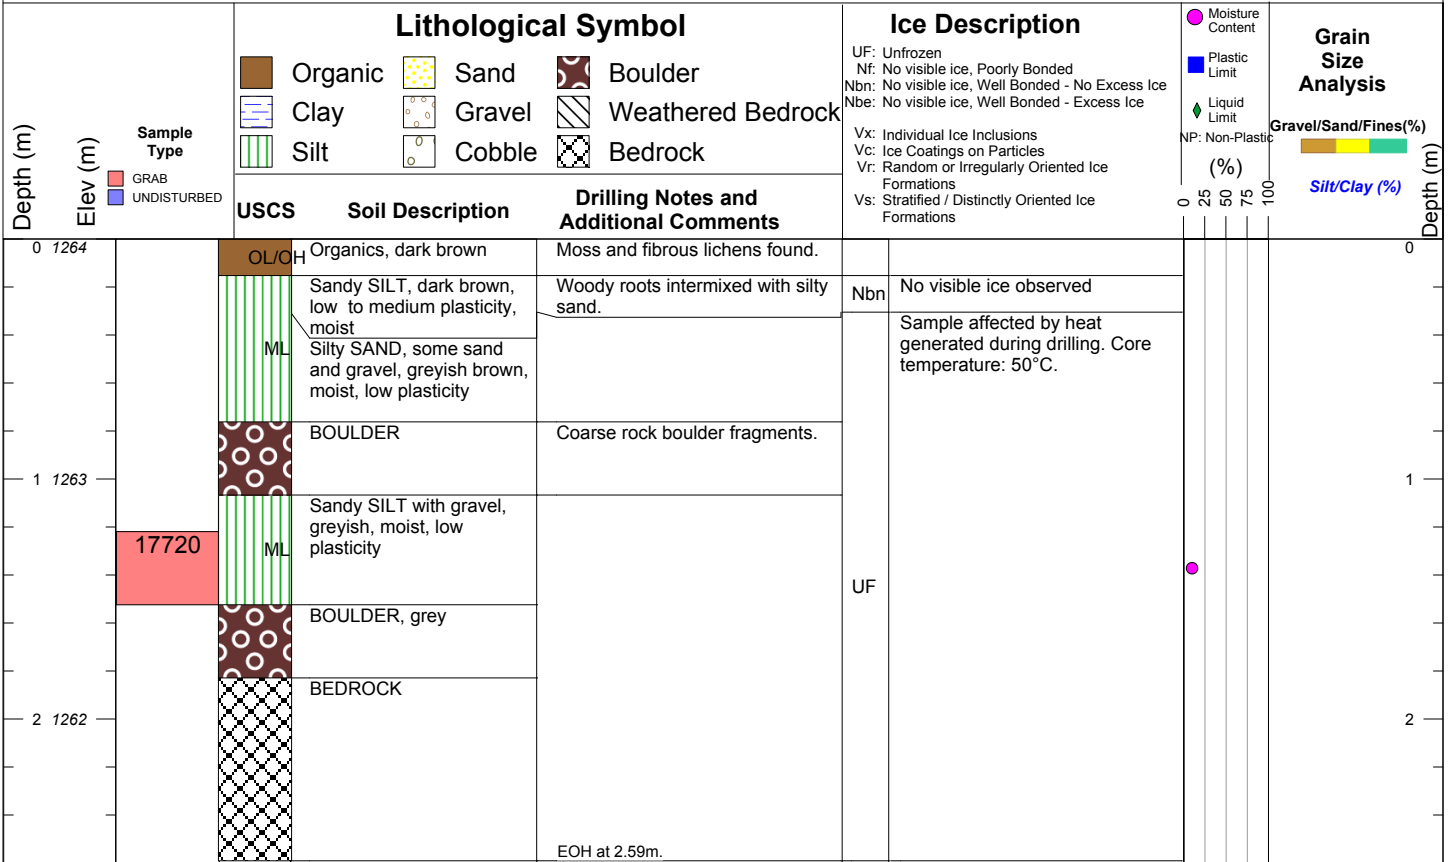 Lithological Symbol
Organic
Sand
Boulder
Clay
Gravel
Weathered Bedrock
Silt
Cobble
Bedrock
Ice Description
UF: Unfrozen
Nf: No visible ice, Poorly Bonded
Nbn: No visible ice, Well Bonded - No Excess Ice
Nbe: No visible ice, Well Bonded - Excess Ice
Vx: Individual Ice Inclusions
Vc: Ice Coatings on Particles
Vr: Random or Irregularly Oriented Ice
Formations
Vs: Stratified / Distinctly Oriented Ice
Formations
Moisture
Content
Plastic
Limit
Liquid
Limit
NP: Non-Plastic
(%)
0
25
50
75
100
Grain
Size
Analysis
Gravel/Sand/Fines(%)
Silt/Clay (%)
Depth (m)
Depth (m)
Elev (m)
Sample
Type
GRAB
UNDISTURBED
USCS
Soil Description
Drilling Notes and
Additional Comments
0 1264
OL/OH
Organics, dark brown
Moss and fibrous lichens found.
0
Sandy SILT, dark brown,
low to medium plasticity,
moist
Woody roots intermixed with silty
sand.
Nbn
No visible ice observed
ML
Silty SAND, some sand
and gravel, greyish brown,
moist, low plasticity
Sample affected by heat
generated during drilling. Core
temperature: 50°C.
BOULDER
Coarse rock boulder fragments.
1 1263
1
17720
ML
Sandy SILT with gravel,
greyish, moist, low
plasticity
UF
BOULDER, grey
BEDROCK
2 1262
2
EOH at 2.59m.